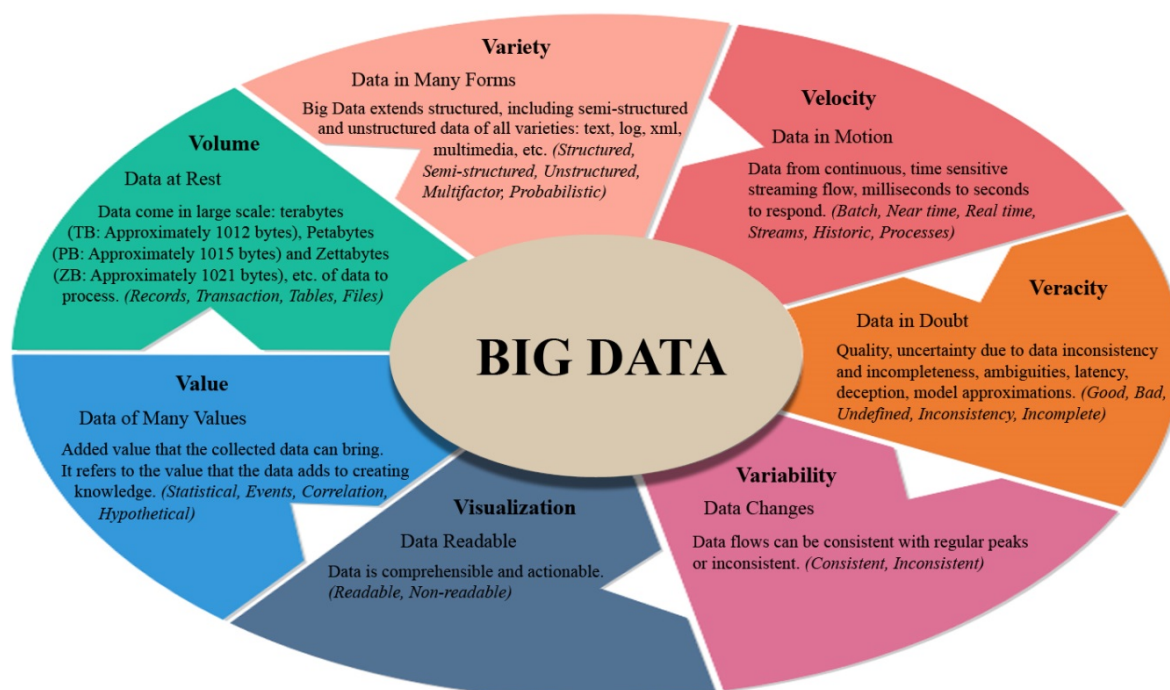 Variety
Data in Many Forms
Big Data extends structured, including semi-structured
and unstructured data of all varieties: text, log, xml,
multimedia, etc. (Structured,
Semi-structured, Unstructured,
Multifactor, Probabilistic)
Velocity
Data in Motion
Data from continuous, time sensitive
streaming flow, milliseconds to seconds
to respond. (Batch, Near time, Real time,
Streams, Historic, Processes)
Volume
Data at Rest
Data come in large scale: terabytes
(TB: Approximately 1012 bytes), Petabytes
(PB: Approximately 1015 bytes) and Zettabytes
(ZB: Approximately 1021 bytes), etc. of data to
process. (Records, Transaction, Tables, Files)
Veracity
Data in Doubt
Quality, uncertainty due to data inconsistency
and incompleteness, ambiguities, latency,
deception, model approximations. (Good, Bad,
Undefined, Inconsistency, Incomplete)
BIG DATA
Value
Data of Many Values
Added value that the collected data can bring.
It refers to the value that the data adds to creating
knowledge. (Statistical, Events, Correlation,
Hypothetical)
Visualization
Data Readable
Data is comprehensible and actionable.
(Readable, Non-readable)
Variability
Data Changes
Data flows can be consistent with regular peaks
or inconsistent. (Consistent, Inconsistent)